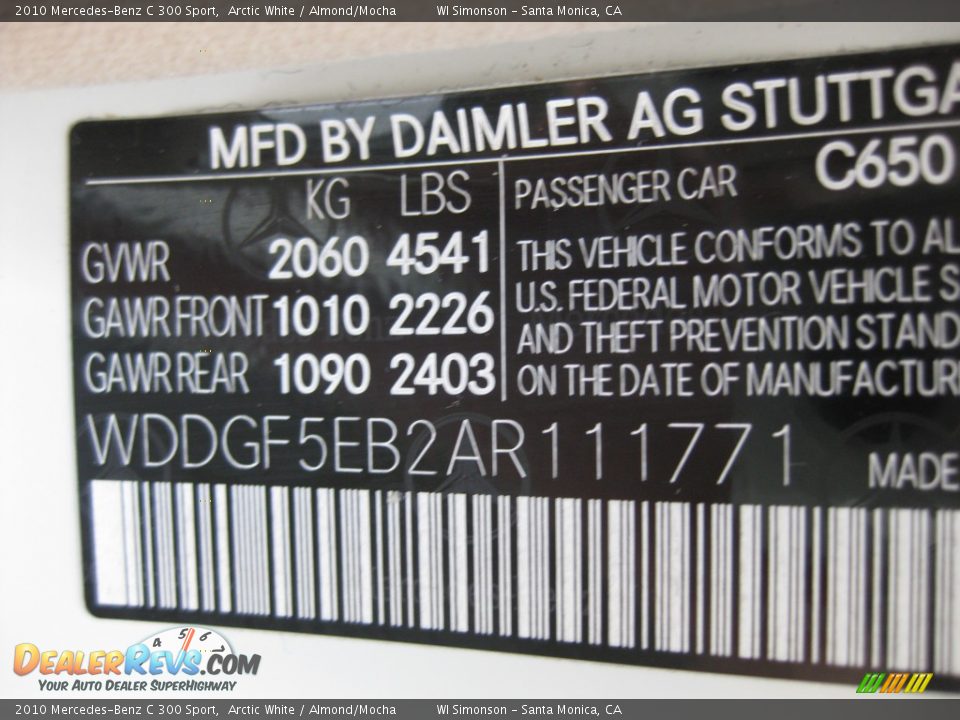 2010 Mercedes-Benz C 300 Sport, Arctic White / Almond/Mocha WI Simonson - Santa Monica, CA
MFD BY DAIMLER AG STUTTGA
KG LBS
GVWR 2060 4541
GAWR FRONT 1010 2226
GAWR REAR 1090 2403
PASSENGER CAR C650
THIS VEHICLE CONFORMS TO AL
U.S. FEDERAL MOTOR VEHICLE S
AND THEFT PREVENTION STAND
ON THE DATE OF MANUFACTUR
WDDGF5EB2AR111771
MADE
4 5 6
DEALERREVS.COM
YOUR AUTO DEALER SUPERHIGHWAY
2010 Mercedes-Benz C 300 Sport, Arctic White / Almond/Mocha WI Simonson - Santa Monica, CA